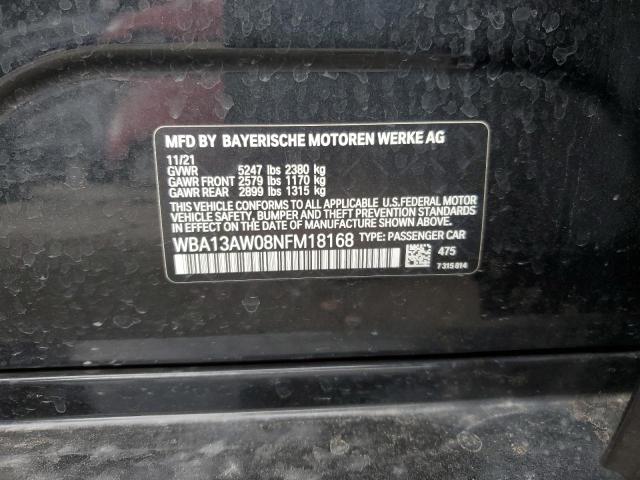 MFD BY BAYERISCHE MOTOREN WERKE AG
11/21
GVWR 5247 lbs 2380 kg
GAWR FRONT 2579 lbs 1170 kg
GAWR REAR 2899 lbs 1315 kg
THIS VEHICLE CONFORMS TO ALL APPLICABLE U.S.FEDERAL MOTOR
VEHICLE SAFETY, BUMPER, AND THEFT PREVENTION STANDARDS IN
EFFECT ON THE DATE OF MANUFACTURE SHOWN ABOVE.
WBA13AW08NFM18168 TYPE: PASSENGER CAR
475
7315814